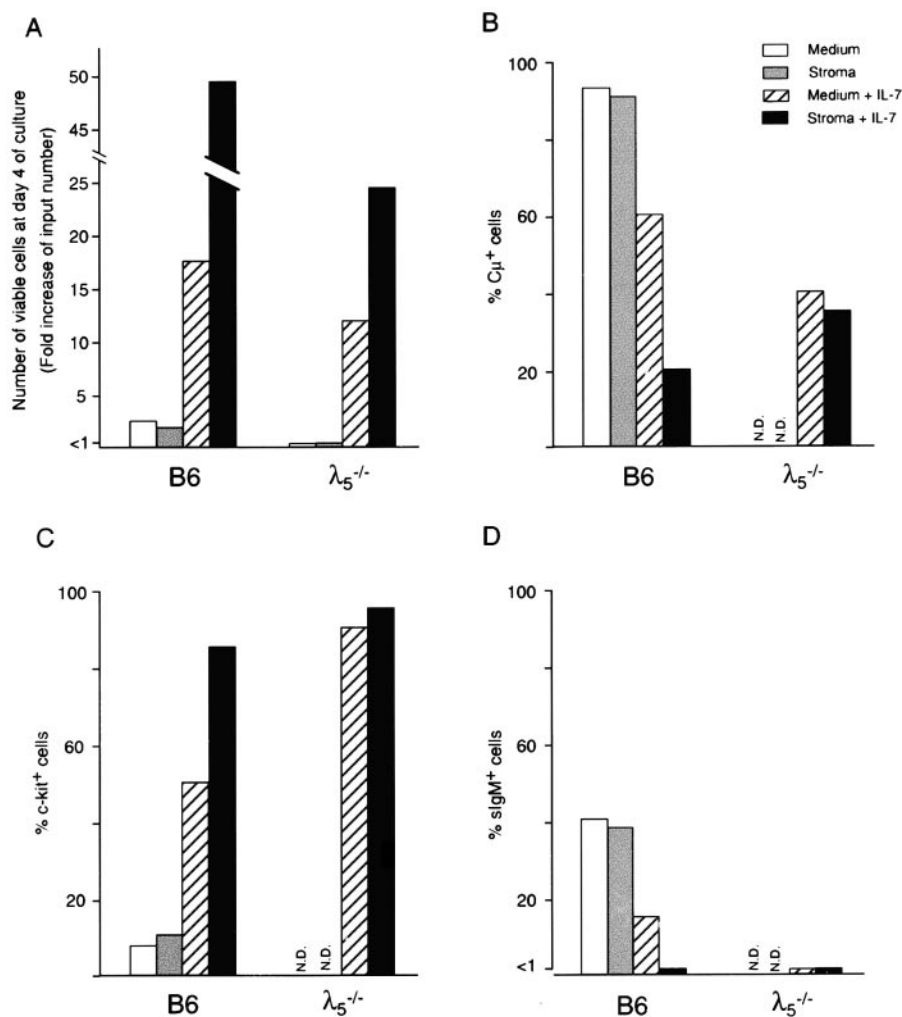 A
Number of viable cells at day 4 of culture
(Fold increase of input number)
50
45
25
20
15
10
5
<1
B6
λ5-/-
B
Medium
Stroma
Medium + IL-7
Stroma + IL-7
% Cμ+ cells
100
60
20
N.D.
N.D.
B6
λ5-/-
C
% c-kit+ cells
100
60
20
N.D.
N.D.
B6
λ5-/-
D
% sIgM+ cells
100
60
20
<1
N.D.
N.D.
B6
λ5-/-